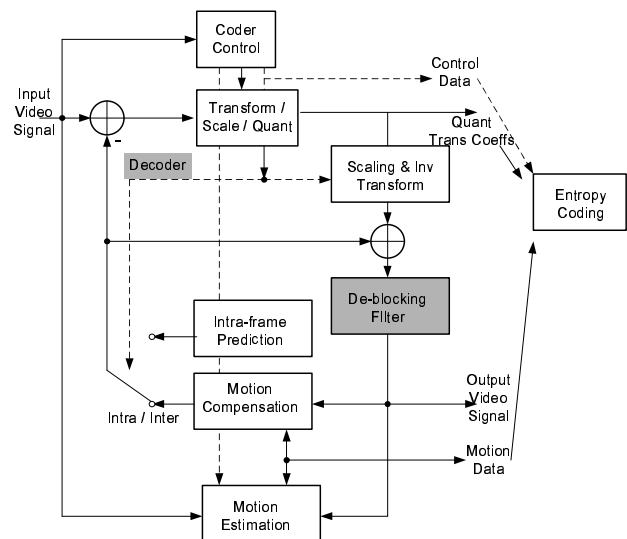 Coder
Control
Input
Video
Signal
Control
Data
Transform /
Scale / Quant
-
Quant
Trans Coeffs
Decoder
Scaling & Inv
Transform
Entropy
Coding
De-blocking
FIlter
Intra-frame
Prediction
Motion
Compensation
Intra / Inter
Output
Video
Signal
Motion
Data
Motion
Estimation